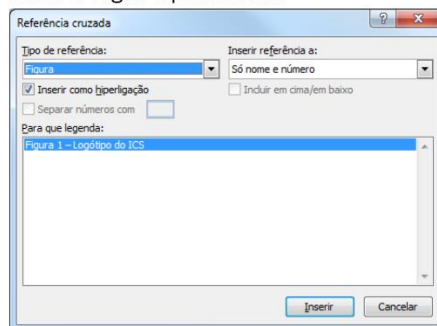 Referência cruzada
Tipo de referência: Inserir referência a:
Figura Só nome e número
Inserir como hiperligação Incluir em cima/em baixo
Separar números com
Para que legenda:
Figura 1 – Logótipo do ICS
Inserir Cancelar